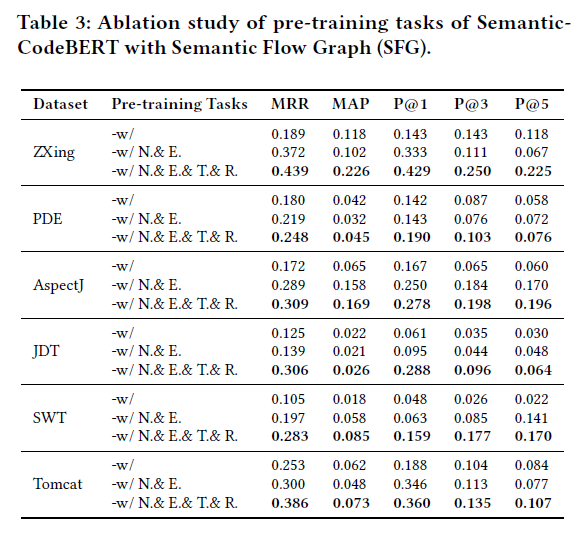 Table 3: Ablation study of pre-training tasks of Semantic-
CodeBERT with Semantic Flow Graph (SFG).
Dataset Pre-training Tasks MRR MAP P@1 P@3 P@5
-w/ 0.189 0.118 0.143 0.143 0.118
ZXing -w/ N.& E. 0.372 0.102 0.333 0.111 0.067
-w/ N.& E.& T.& R. 0.439 0.226 0.429 0.250 0.225
-w/ 0.180 0.042 0.142 0.087 0.058
PDE -w/ N.& E. 0.219 0.032 0.143 0.076 0.072
-w/ N.& E.& T.& R. 0.248 0.045 0.190 0.103 0.076
-w/ 0.172 0.065 0.167 0.065 0.060
AspectJ -w/ N.& E. 0.289 0.158 0.250 0.184 0.170
-w/ N.& E.& T.& R. 0.309 0.169 0.278 0.198 0.196
-w/ 0.125 0.022 0.061 0.035 0.030
JDT -w/ N.& E. 0.139 0.021 0.095 0.044 0.048
-w/ N.& E.& T.& R. 0.306 0.026 0.288 0.096 0.064
-w/ 0.105 0.018 0.048 0.026 0.022
SWT -w/ N.& E. 0.197 0.058 0.063 0.085 0.141
-w/ N.& E.& T.& R. 0.283 0.085 0.159 0.177 0.170
-w/ 0.253 0.062 0.188 0.104 0.084
Tomcat -w/ N.& E. 0.300 0.048 0.346 0.113 0.077
-w/ N.& E.& T.& R. 0.386 0.073 0.360 0.135 0.107